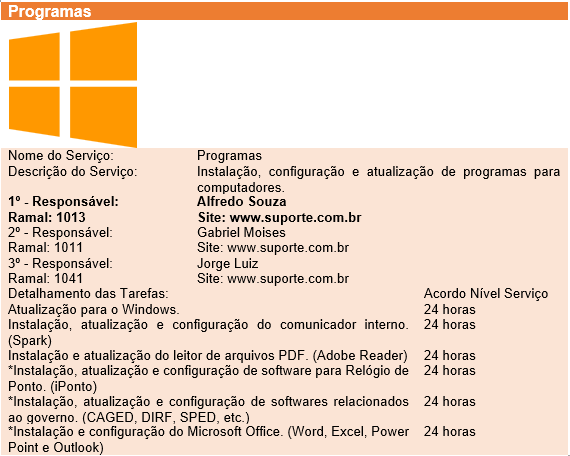 Programas
Nome do Serviço: Programas
Descrição do Serviço: Instalação, configuração e atualização de programas para
computadores.
1º - Responsável: Alfredo Souza
Ramal: 1013 Site: www.suporte.com.br
2º - Responsável: Gabriel Moises
Ramal: 1011 Site: www.suporte.com.br
3º - Responsável: Jorge Luiz
Ramal: 1041 Site: www.suporte.com.br
Detalhamento das Tarefas: Acordo Nível Serviço
Atualização para o Windows. 24 horas
Instalação, atualização e configuração do comunicador interno. 24 horas
(Spark)
Instalação e atualização do leitor de arquivos PDF. (Adobe Reader) 24 horas
*Instalação, atualização e configuração de software para Relógio de 24 horas
Ponto. (iPonto)
*Instalação, atualização e configuração de softwares relacionados 24 horas
ao governo. (CAGED, DIRF, SPED, etc.)
*Instalação e configuração do Microsoft Office. (Word, Excel, Power 24 horas
Point e Outlook)